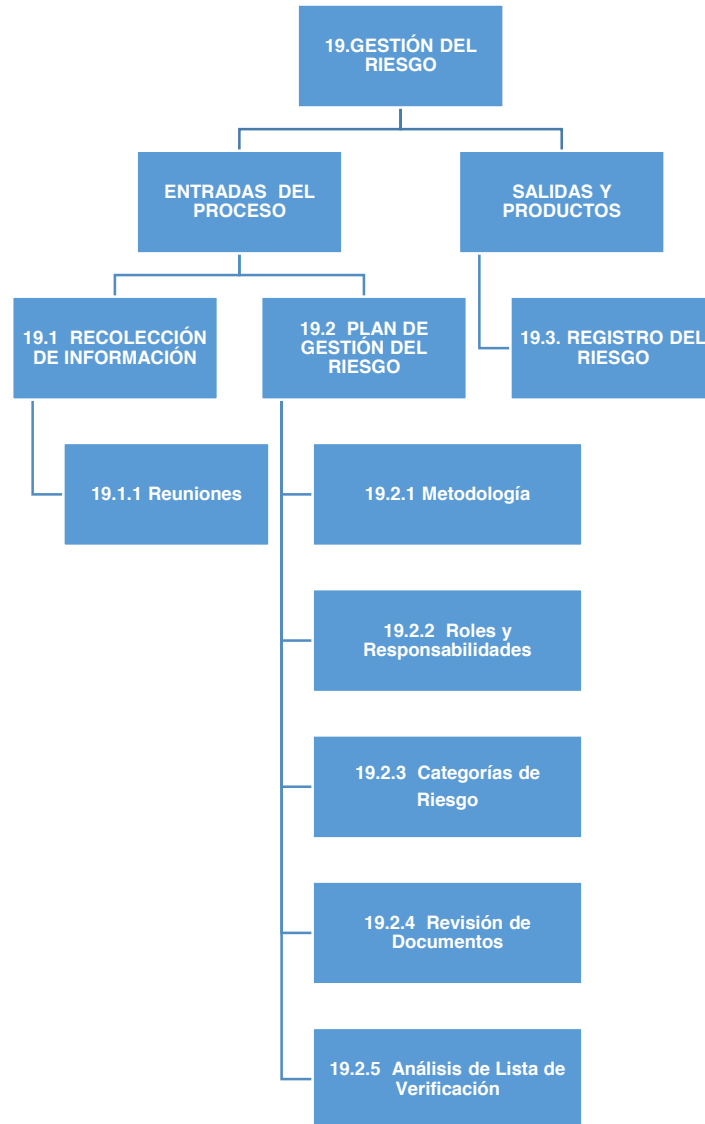 19.GESTIÓN DEL
RIESGO
ENTRADAS DEL
PROCESO
SALIDAS Y
PRODUCTOS
19.1 RECOLECCIÓN
DE INFORMACIÓN
19.2 PLAN DE
GESTIÓN DEL
RIESGO
19.3. REGISTRO DEL
RIESGO
19.1.1 Reuniones
19.2.1 Metodología
19.2.2 Roles y
Responsabilidades
19.2.3 Categorías de
Riesgo
19.2.4 Revisión de
Documentos
19.2.5 Análisis de Lista de
Verificación